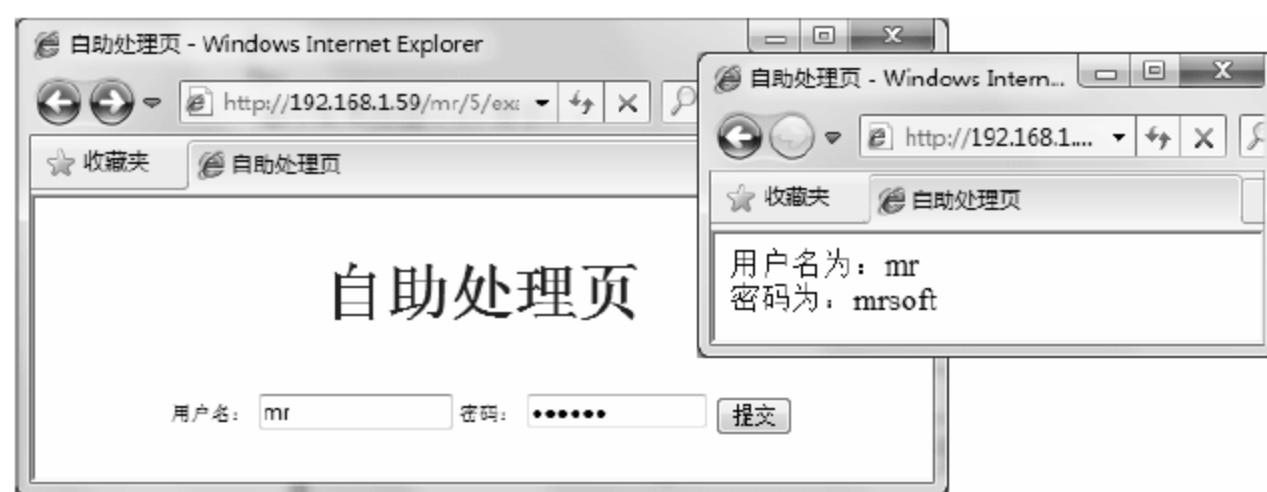 自助处理页 - Windows Internet Explorer
http://192.168.1.59/mr/5/exa
收藏夹
自助处理页
自助处理页
用户名： mr 密码： •••••• 提交
自助处理页 - Windows Intern...
http://192.168.1....
收藏夹
自助处理页
用户名为：mr
密码为：mrsoft